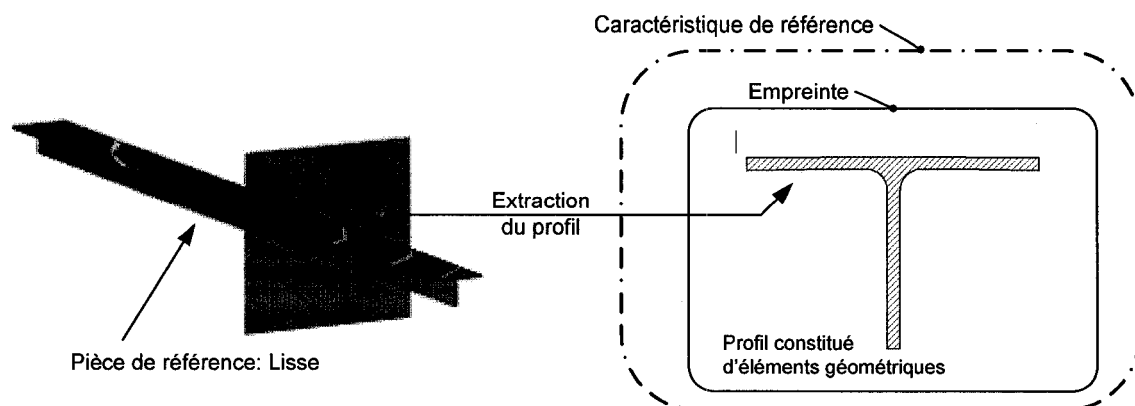 Caractéristique de référence
Empreinte
Extraction
du profil
Profil constitué
d'éléments géométriques
Pièce de référence: Lisse